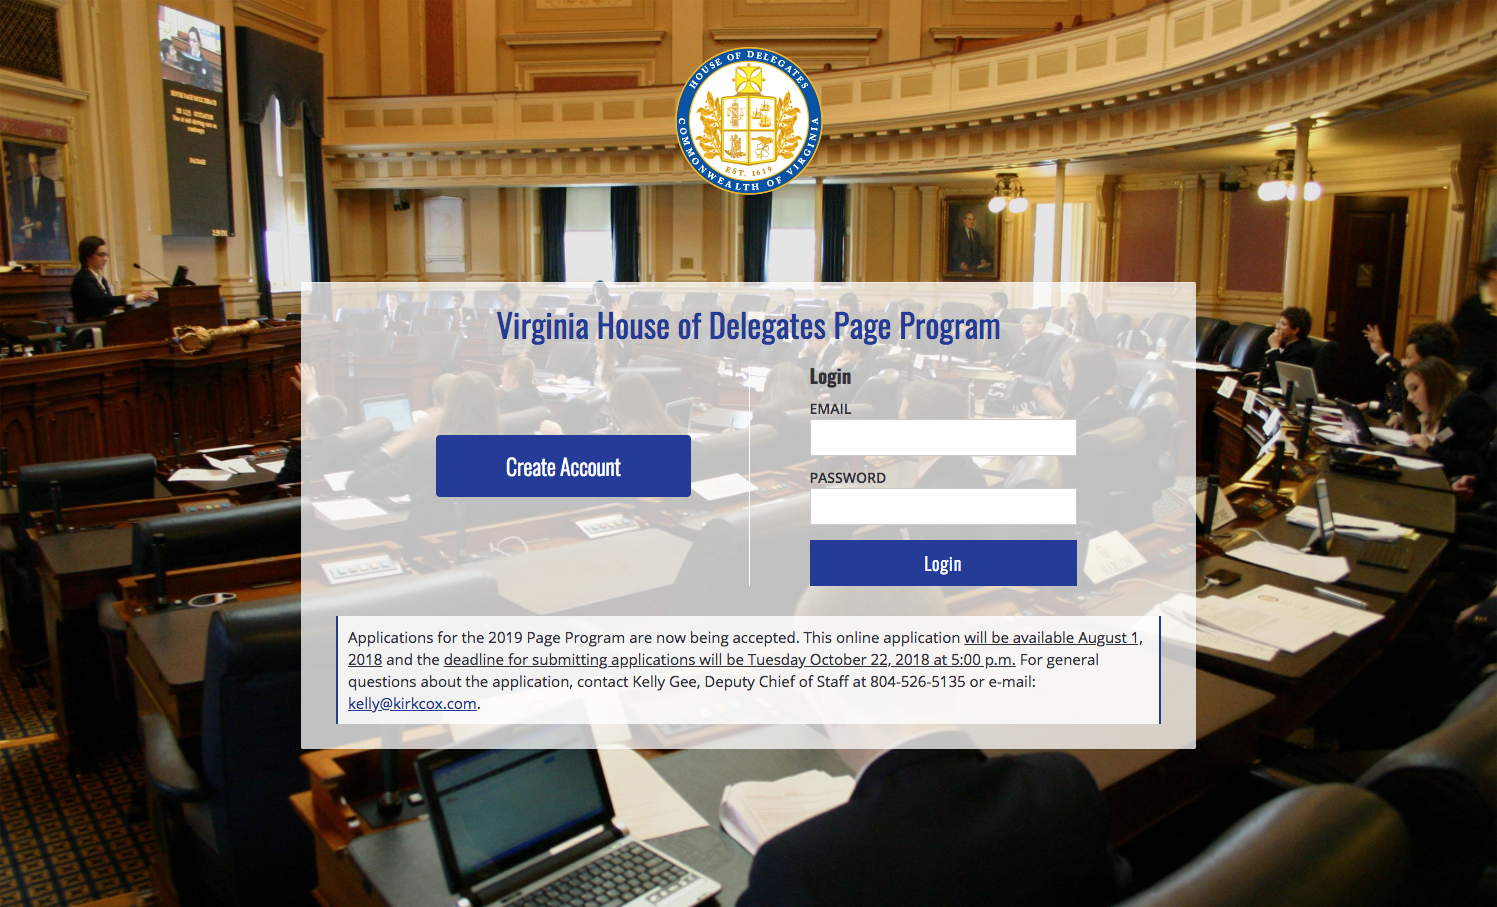 HOUSE OF DELEGATES
COMMONWEALTH OF VIRGINIA
EST. 1619
Virginia House of Delegates Page Program
Login
EMAIL
Create Account
PASSWORD
Login
Applications for the 2019 Page Program are now being accepted. This online application will be available August 1,
2018 and the deadline for submitting applications will be Tuesday October 22, 2018 at 5:00 p.m. For general
questions about the application, contact Kelly Gee, Deputy Chief of Staff at 804-526-5135 or e-mail:
kelly@kirkcox.com.